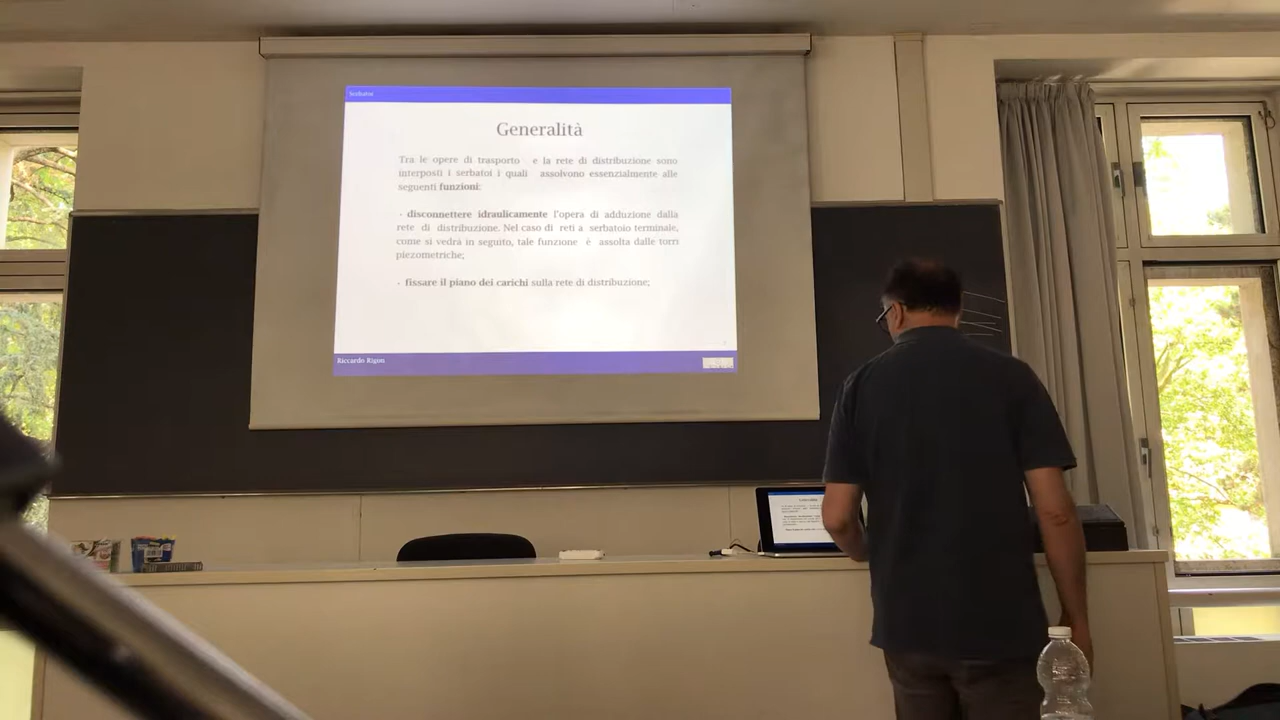 Serbatoi
Generalità
Tra le opere di trasporto e la rete di distribuzione sono
interposti i serbatoi i quali assolvono essenzialmente alle
seguenti funzioni:
· disconnettere idraulicamente l'opera di adduzione dalla
rete di distribuzione. Nel caso di reti a serbatoio terminale,
come si vedrà in seguito, tale funzione è assolta dalle torri
piezometriche;
· fissare il piano dei carichi sulla rete di distribuzione;
Riccardo Rigon